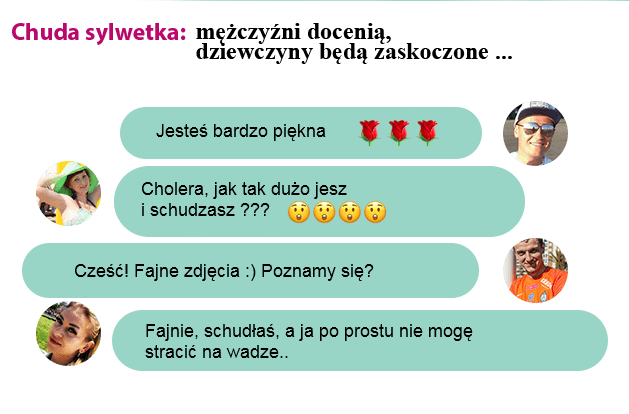 Chuda sylwetka: mężczyźni docenią,
dziewczyny będą zaskoczone ...
Jesteś bardzo piękna 🌹🌹🌹
Cholera, jak tak dużo jesz
i schudzasz ??? 😲😲😲😲
Cześć! Fajne zdjęcia :) Poznamy się?
Fajnie, schudłaś, a ja po prostu nie mogę
stracić na wadze..